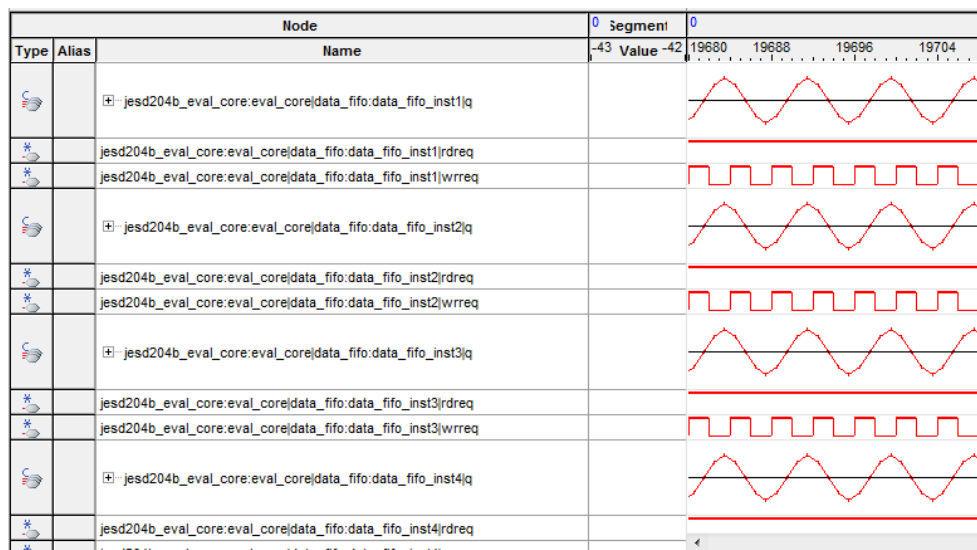 Node 0 Segment 0
Type Alias Name -43 Value -42 19680 19688 19696 19704
jesd204b_eval_core:eval_core|data_fifo:data_fifo_inst1|q
jesd204b_eval_core:eval_core|data_fifo:data_fifo_inst1|rdreq
jesd204b_eval_core:eval_core|data_fifo:data_fifo_inst1|wrreq
jesd204b_eval_core:eval_core|data_fifo:data_fifo_inst2|q
jesd204b_eval_core:eval_core|data_fifo:data_fifo_inst2|rdreq
jesd204b_eval_core:eval_core|data_fifo:data_fifo_inst2|wrreq
jesd204b_eval_core:eval_core|data_fifo:data_fifo_inst3|q
jesd204b_eval_core:eval_core|data_fifo:data_fifo_inst3|rdreq
jesd204b_eval_core:eval_core|data_fifo:data_fifo_inst3|wrreq
jesd204b_eval_core:eval_core|data_fifo:data_fifo_inst4|q
jesd204b_eval_core:eval_core|data_fifo:data_fifo_inst4|rdreq